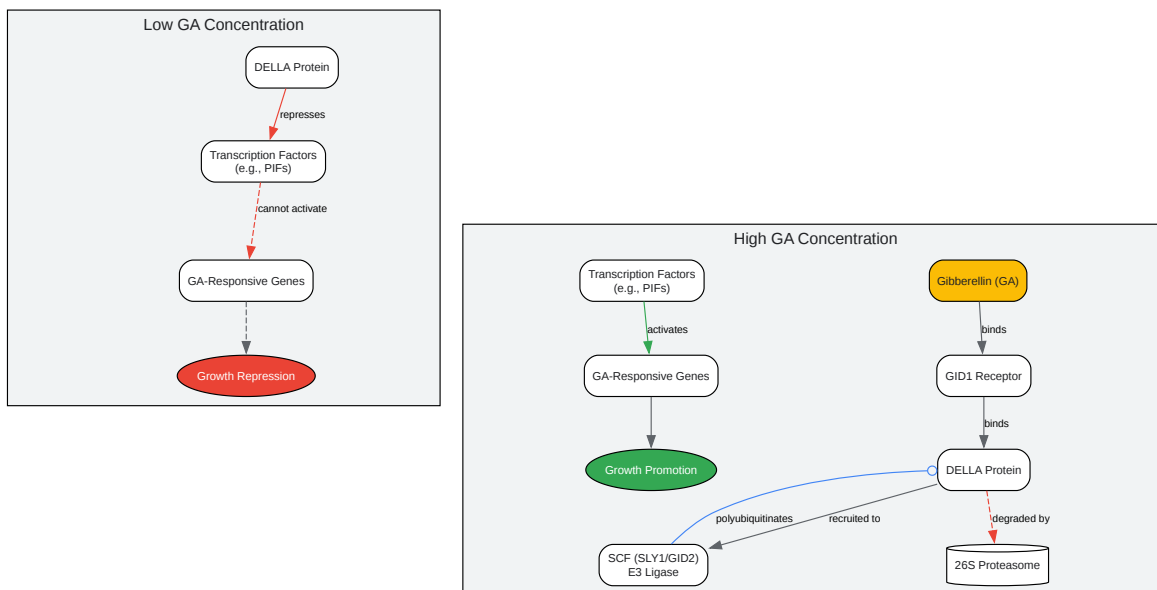 Low GA Concentration
DELLA Protein
represses
Transcription Factors
(e.g., PIFs)
cannot activate
GA-Responsive Genes
Growth Repression
High GA Concentration
Transcription Factors
(e.g., PIFs)
Gibberellin (GA)
activates
binds
GA-Responsive Genes
GID1 Receptor
binds
Growth Promotion
DELLA Protein
polyubiquitinates
recruited to
degraded by
SCF (SLY1/GID2)
E3 Ligase
26S Proteasome